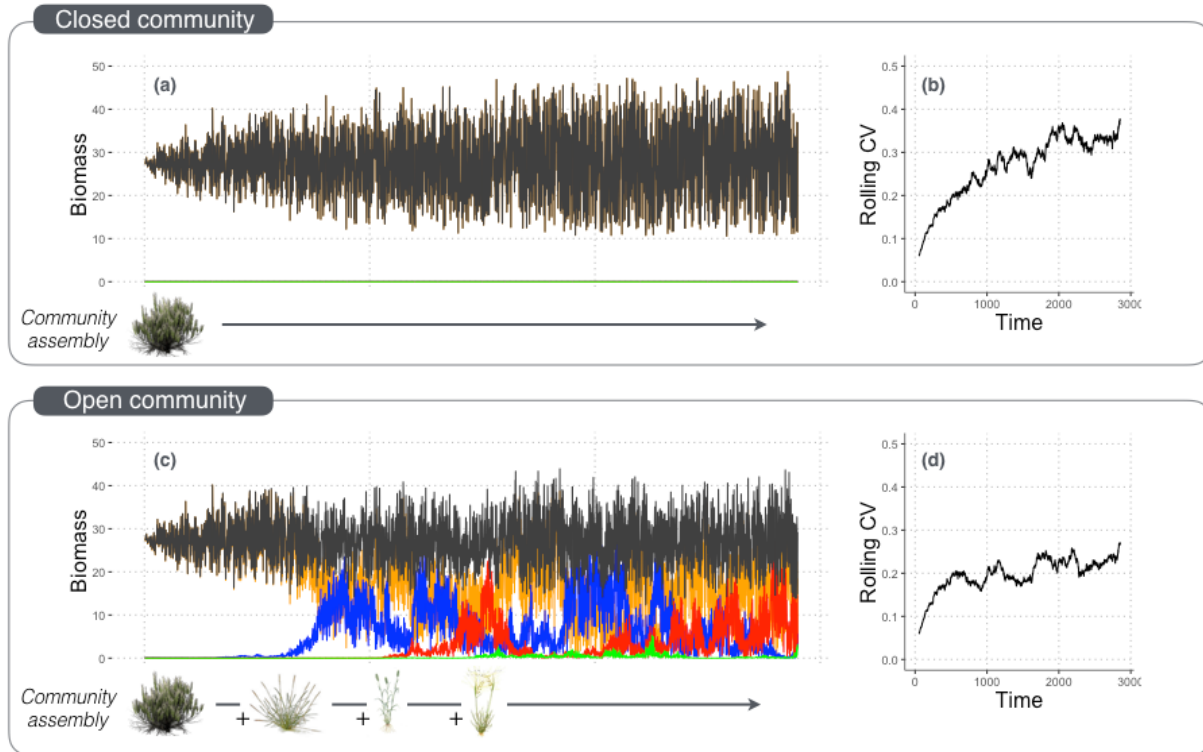 Closed community
(a)
Biomass
50
40
30
20
10
0
(b)
Rolling CV
0.5
0.4
0.3
0.2
0.1
0.0
0
1000
2000
300
Time
Community
assembly
Open community
(c)
Biomass
50
40
30
20
10
0
(d)
Rolling CV
0.5
0.4
0.3
0.2
0.1
0.0
0
1000
2000
3000
Time
Community
assembly
+
+
+